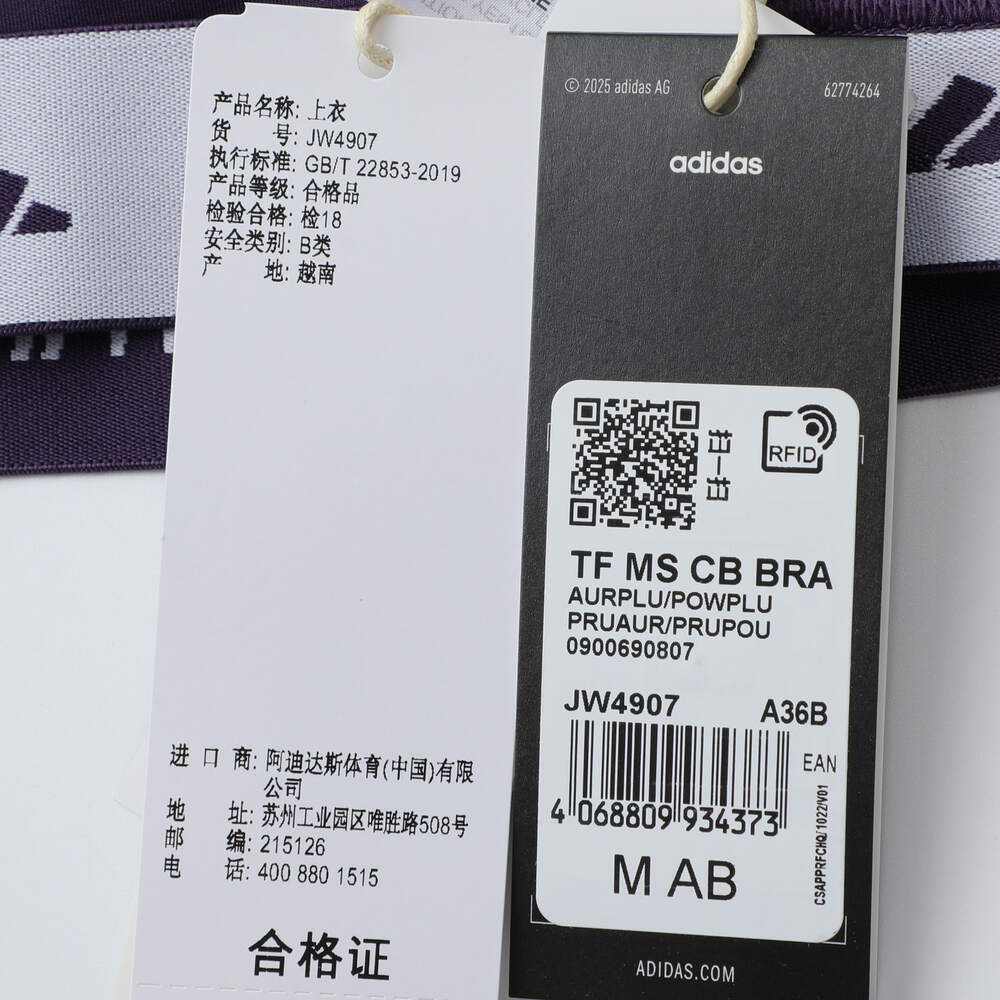 产品名称: 上衣
货 号: JW4907
执行标准: GB/T 22853-2019
产品等级: 合格品
检验合格: 检18
安全类别: B类
产 地: 越南
进 口 商: 阿迪达斯体育(中国)有限
公司
地 址: 苏州工业园区唯胜路508号
邮 编: 215126
电 话: 400 880 1515
合格证
© 2025 adidas AG
62774264
adidas
扫一扫
RFID
TF MS CB BRA
AURPLU/POWPLU
PRUAUR/PRUPOU
0900690807
JW4907
A36B
EAN
4 068809 934373
CSAPPRFCHQ/1022/V01
M AB
ADIDAS.COM